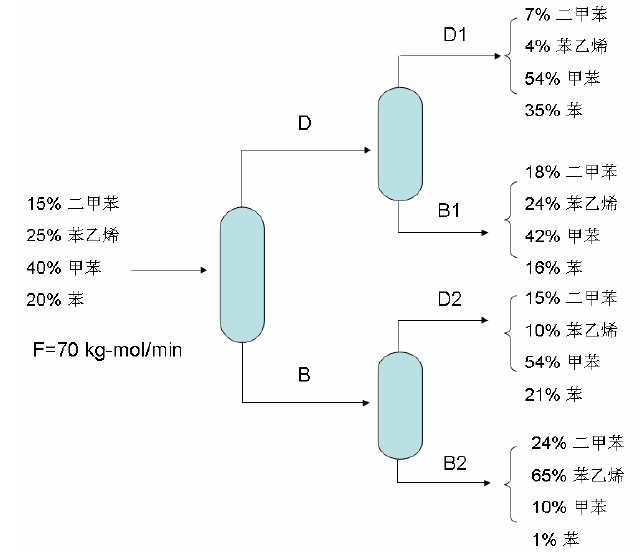 15% 二甲苯
25% 苯乙烯
40% 甲苯
20% 苯
F=70 kg-mol/min
D
B
D1
7% 二甲苯
4% 苯乙烯
54% 甲苯
35% 苯
B1
18% 二甲苯
24% 苯乙烯
42% 甲苯
16% 苯
D2
15% 二甲苯
10% 苯乙烯
54% 甲苯
21% 苯
B2
24% 二甲苯
65% 苯乙烯
10% 甲苯
1% 苯